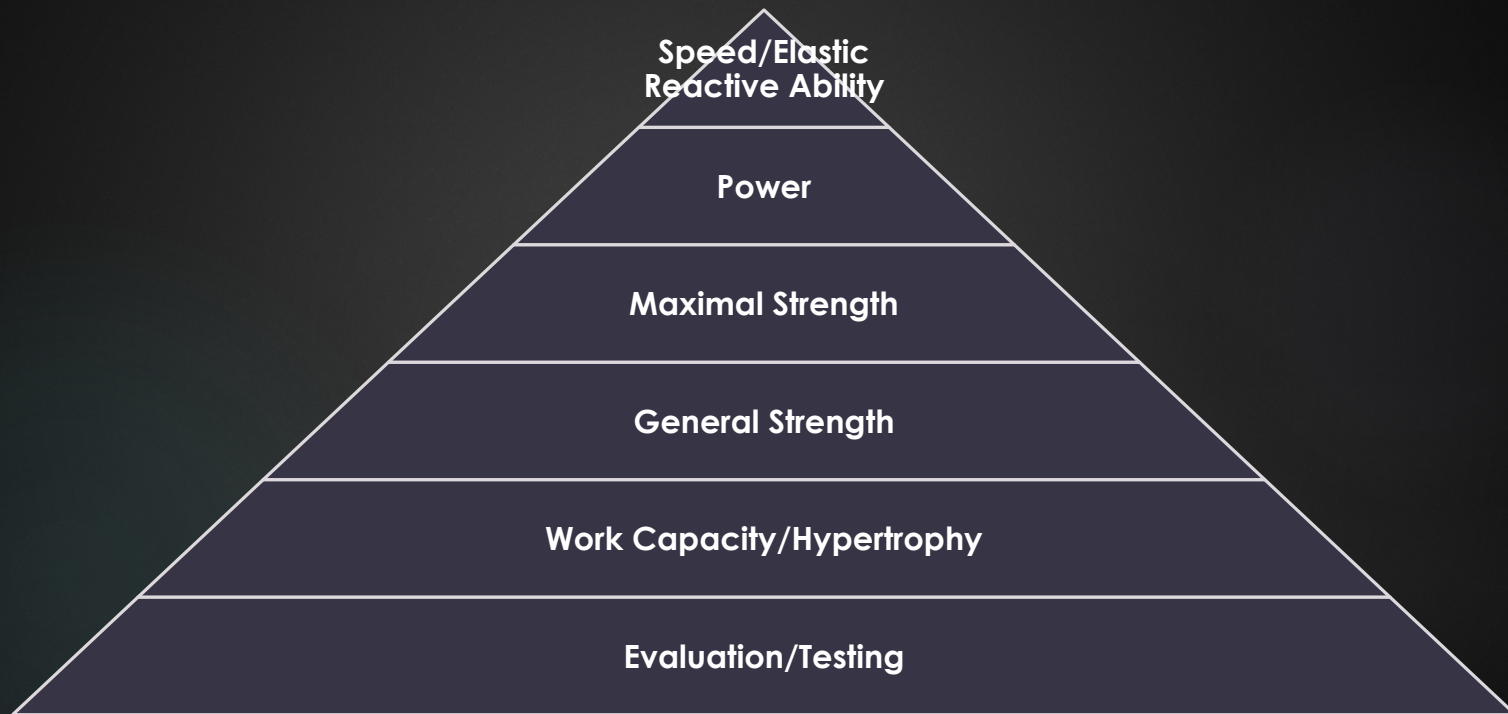 Speed/Elastic
Reactive Ability
Power
Maximal Strength
General Strength
Work Capacity/Hypertrophy
Evaluation/Testing